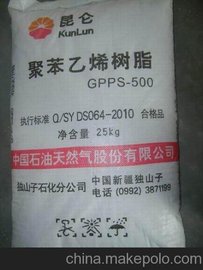 昆仑
KunLun
聚苯乙烯树脂
GPPS-500
执行标准 Q/SY DS064-2010 合格品
净含量 25kg
中国石油天然气股份有限公司
独山子石化分公司 中国新疆独山子
电话 (0992) 3871199
www.makepolo.com